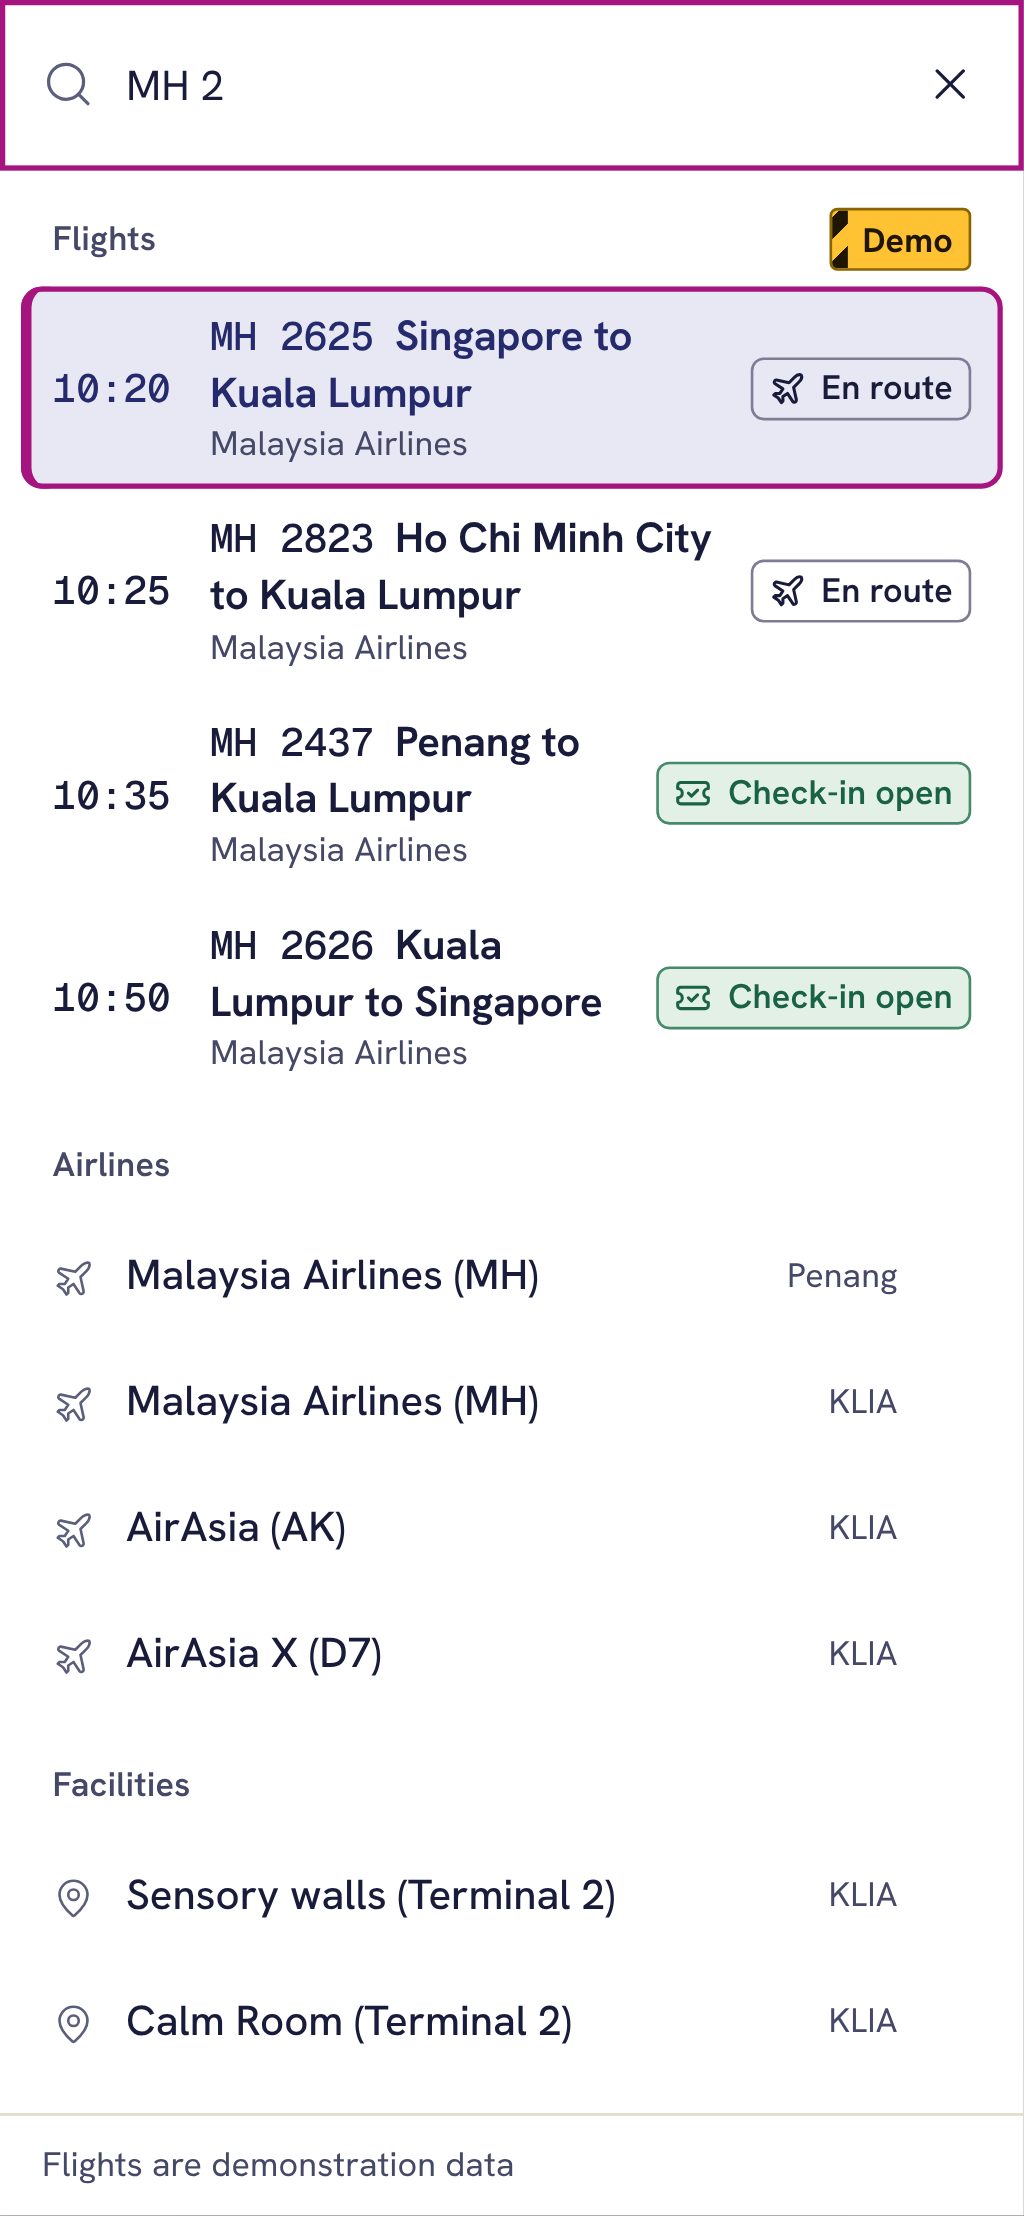 MH 2
Flights
Demo
MH 2625 Singapore to
10:20
Kuala Lumpur
En route
Malaysia Airlines
MH 2823 Ho Chi Minh City
10:25
to Kuala Lumpur
En route
Malaysia Airlines
MH 2437 Penang to
10:35
Kuala Lumpur
Check-in open
Malaysia Airlines
MH 2626 Kuala
10:50
Lumpur to Singapore
Check-in open
Malaysia Airlines
Airlines
Malaysia Airlines (MH) Penang
Malaysia Airlines (MH) KLIA
AirAsia (AK) KLIA
AirAsia X (D7) KLIA
Facilities
Sensory walls (Terminal 2) KLIA
Calm Room (Terminal 2) KLIA
Flights are demonstration data